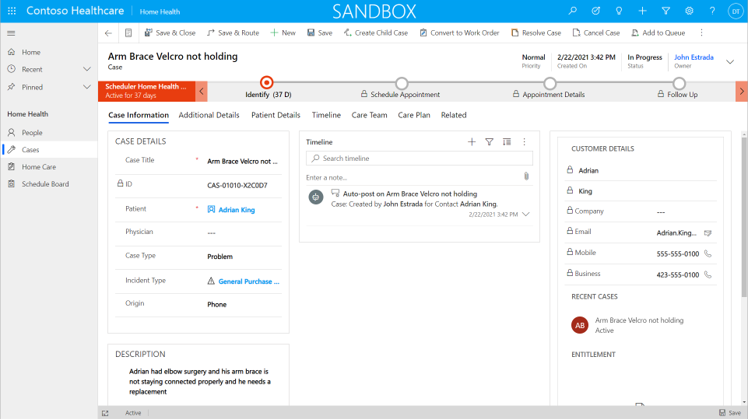 Contoso Healthcare
Home Health
SANDBOX
DT
Save & Close
Save & Route
New
Save
Create Child Case
Convert to Work Order
Resolve Case
Cancel Case
Add to Queue
Home
Recent
Pinned
Home Health
People
Cases
Home Care
Schedule Board
Arm Brace Velcro not holding
Case
Normal
Priority
2/22/2021 3:42 PM
Created On
In Progress
Status
John Estrada
Owner
Scheduler Home Health ...
Active for 37 days
Identify (37 D)
Schedule Appointment
Appointment Details
Follow Up
Case Information
Additional Details
Patient Details
Timeline
Care Team
Care Plan
Related
CASE DETAILS
Case Title * Arm Brace Velcro not ...
ID CAS-01010-X2C0D7
Patient * Adrian King
Physician ---
Case Type Problem
Incident Type General Purchase ...
Origin Phone
DESCRIPTION
Adrian had elbow surgery and his arm brace is
not staying connected properly and he needs a
replacement
Timeline
Search timeline
Enter a note...
Auto-post on Arm Brace Velcro not holding
Case: Created by John Estrada for Contact Adrian King.
2/22/2021 3:42 PM
CUSTOMER DETAILS
Adrian
King
Company ---
Email Adrian.King...
Mobile 555-555-0100
Business 423-555-0100
RECENT CASES
AB
Arm Brace Velcro not holding
Active
ENTITLEMENT
Active
Save